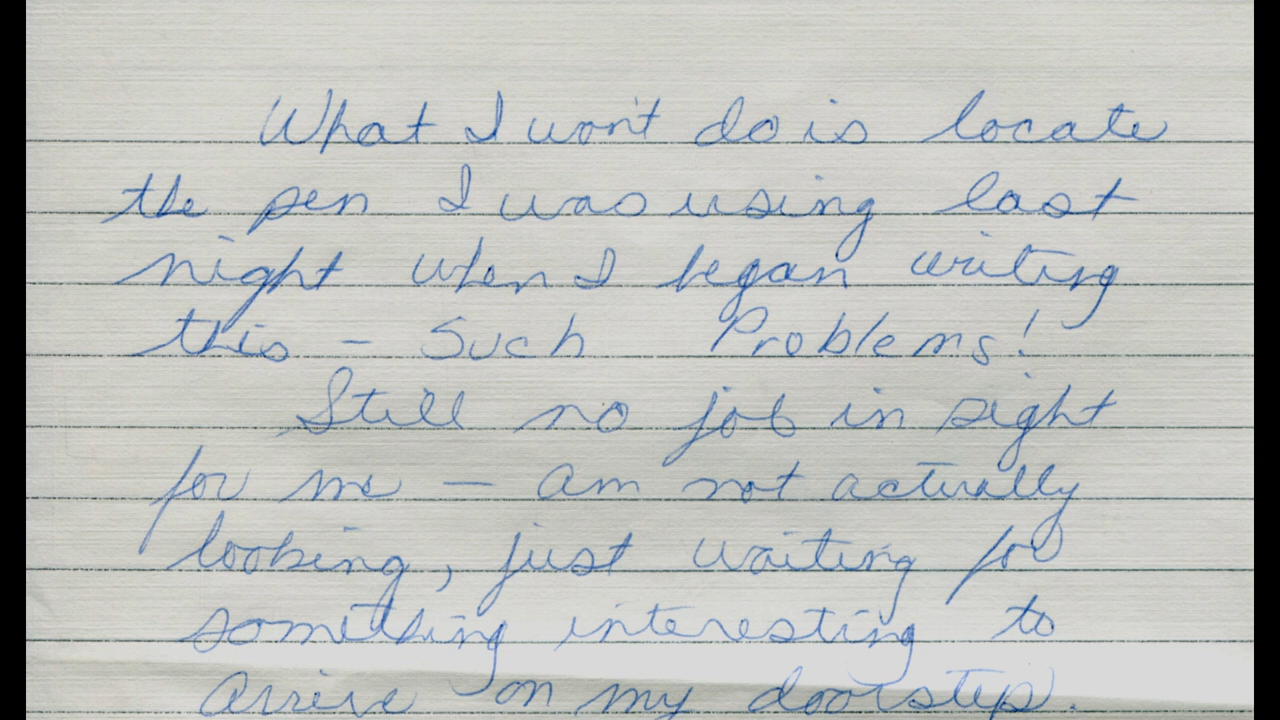 What I won't do is locate
the pen I was using last
night when I began writing
this – Such Problems!
Still no job in sight
for me – am not actually
looking, just waiting for
something interesting to
arrive on my doorstep.